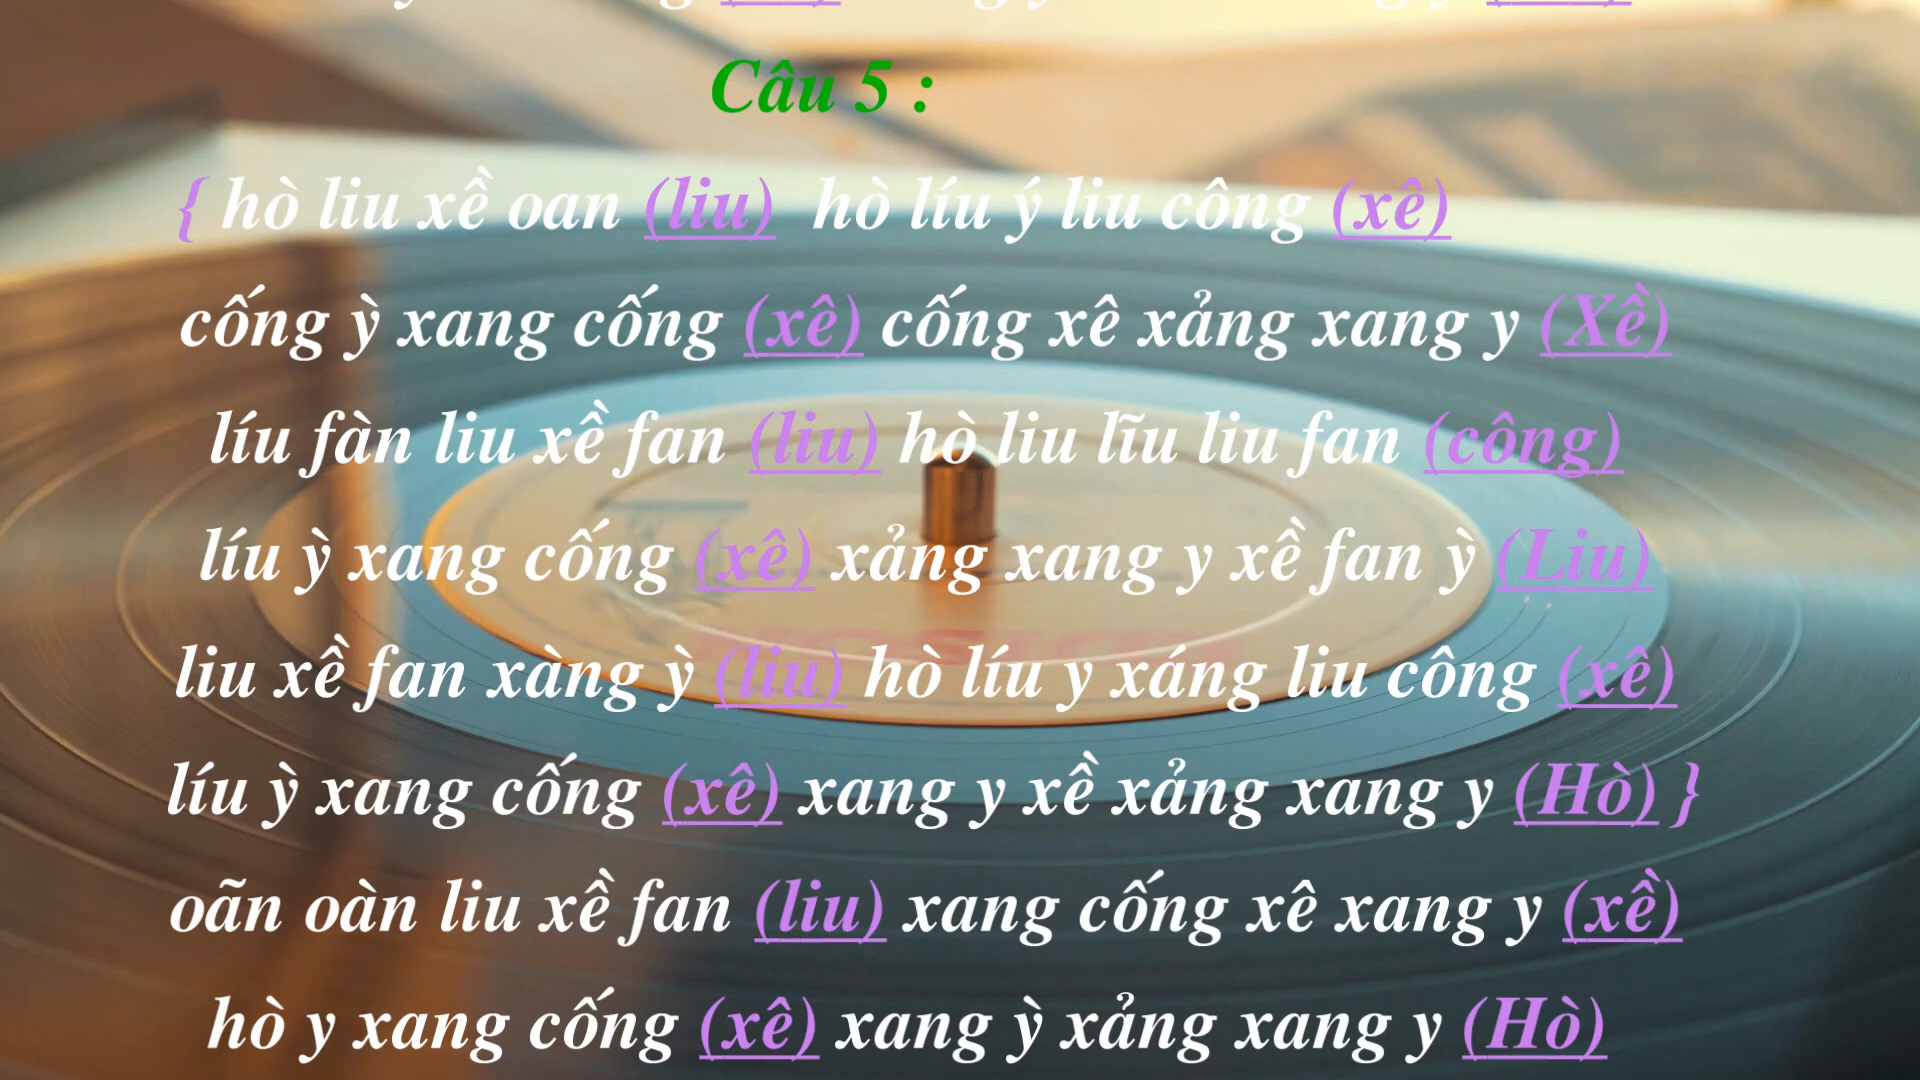 Câu 5 :
{ hò liu xề oan (liu) hò líu ý liu công (xê)
cống ỳ xang cống (xê) cống xê xảng xang y (Xề)
líu fàn liu xề fan (liu) hò liu lĩu liu fan (công)
líu ỳ xang cống (xê) xảng xang y xề fan ỳ (Liu)
liu xề fan xàng ỳ (liu) hò líu y xáng liu công (xê)
líu ỳ xang cống (xê) xang y xề xảng xang y (Hò) }
oãn oàn liu xề fan (liu) xang cống xê xang y (xề)
hò y xang cống (xê) xang ỳ xảng xang y (Hò)